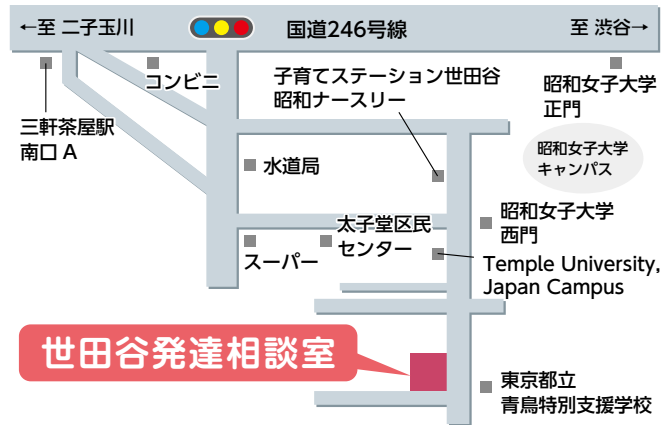 ←至 二子玉川
国道246号線
至 渋谷→
コンビニ
子育てステーション世田谷
昭和ナースリー
昭和女子大学
正門
三軒茶屋駅
南口 A
昭和女子大学
キャンパス
水道局
昭和女子大学
西門
太子堂区民
センター
スーパー
Temple University,
Japan Campus
世田谷発達相談室
東京都立
青鳥特別支援学校